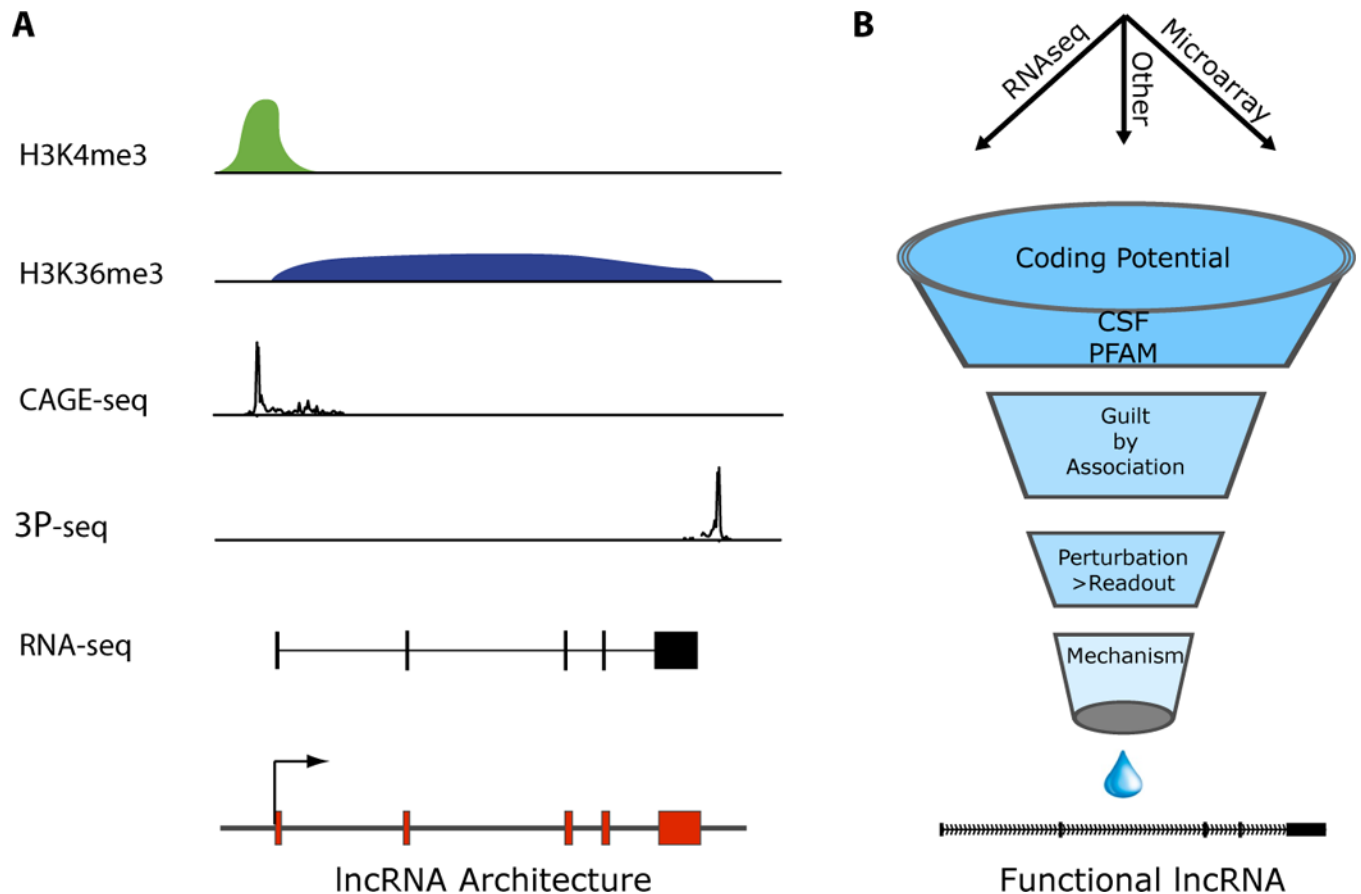 A
H3K4me3
H3K36me3
CAGE-seq
3P-seq
RNA-seq
lncRNA Architecture
B
RNAseq
Other
Microarray
Coding Potential
CSF
PFAM
Guilt
by
Association
Perturbation
>Readout
Mechanism
Functional lncRNA